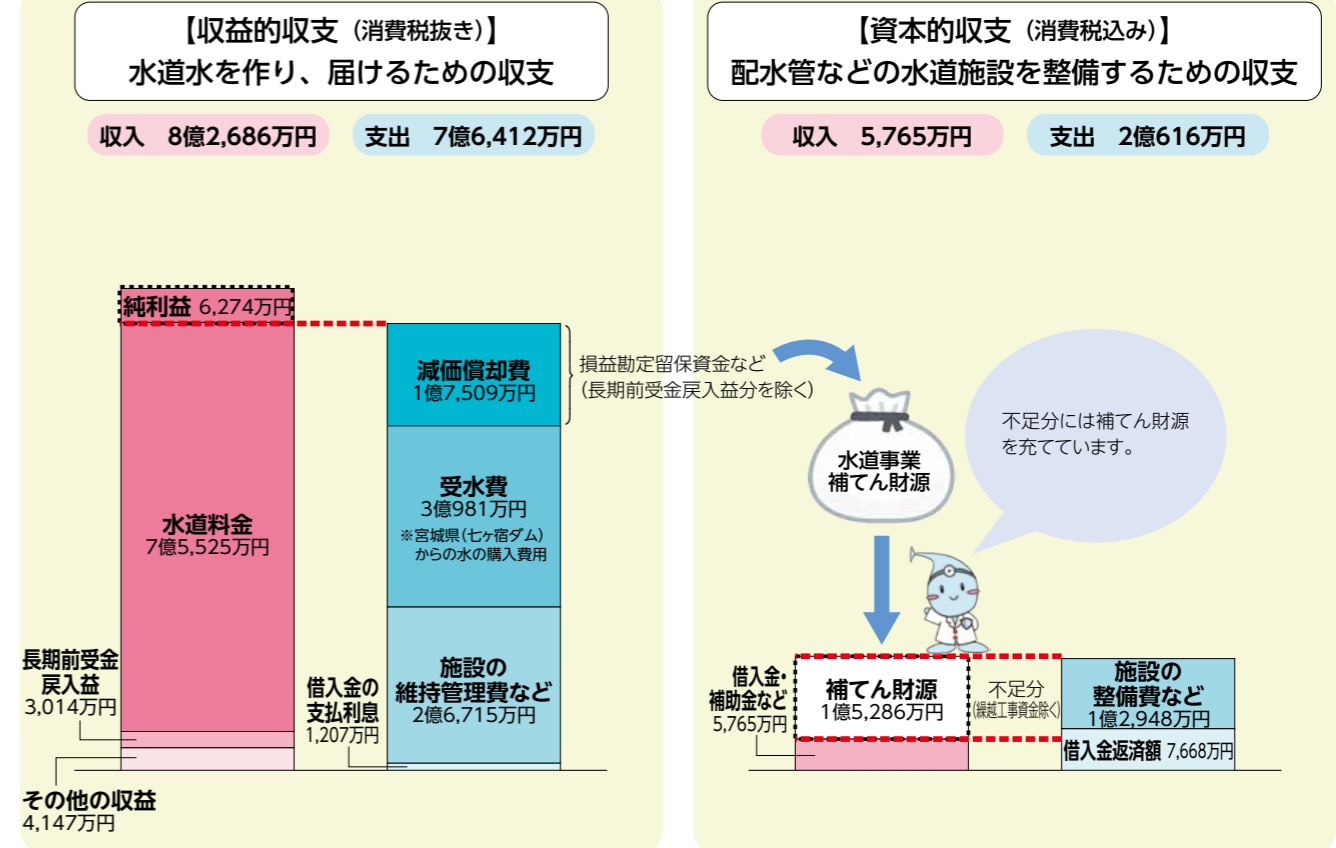 【収益的収支（消費税抜き）】
水道水を作り、届けるための収支
収入　8億2,686万円
支出　7億6,412万円
純利益 6,274万円
水道料金
7億5,525万円
長期前受金
戻入益
3,014万円
その他の収益
4,147万円
減価償却費
1億7,509万円
損益勘定留保資金など
（長期前受金戻入益分を除く）
受水費
3億981万円
※宮城県（七ヶ宿ダム）
からの水の購入費用
施設の
維持管理費など
2億6,715万円
借入金の
支払利息
1,207万円
【資本的収支（消費税込み）】
配水管などの水道施設を整備するための収支
収入　5,765万円
支出　2億616万円
水道事業
補てん財源
不足分には補てん財源
を充てています。
借入金・
補助金など
5,765万円
補てん財源
1億5,286万円
不足分
（繰越工事資金除く）
施設の
整備費など
1億2,948万円
借入金返済額 7,668万円